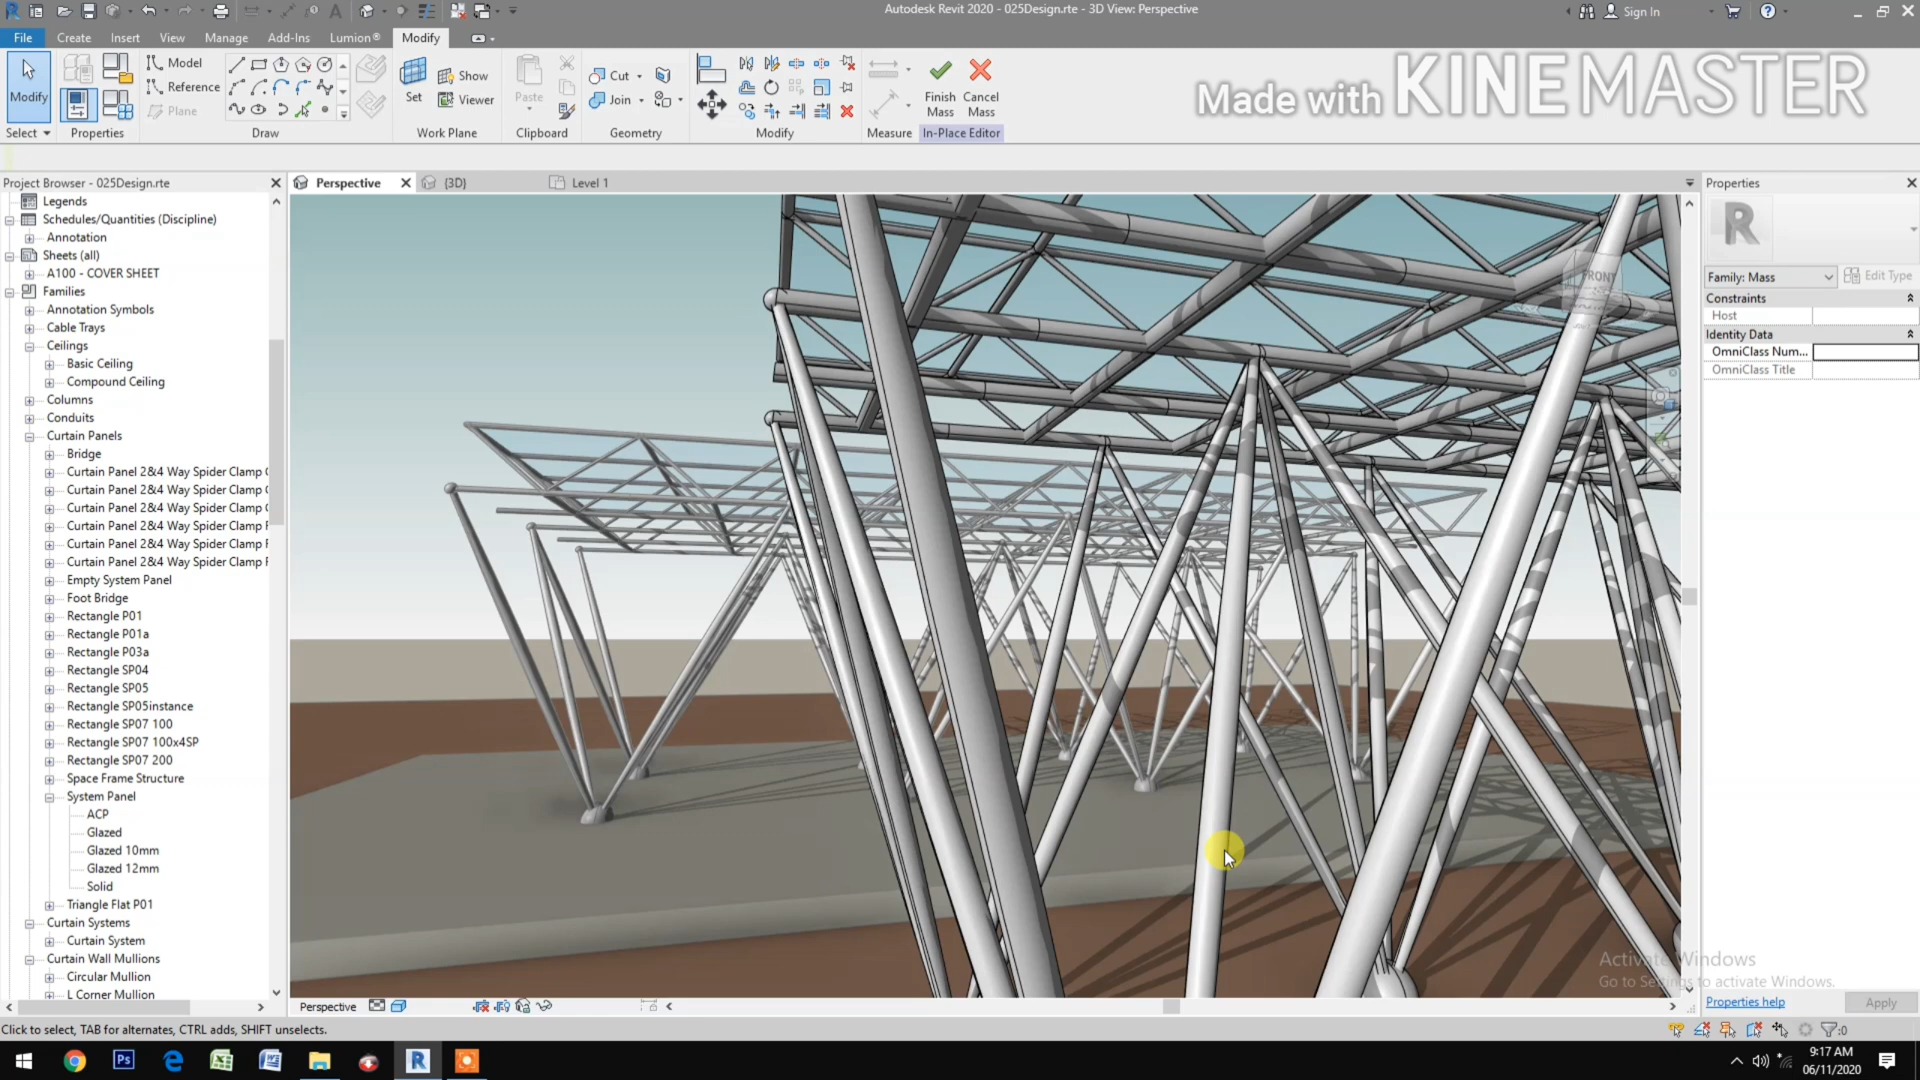 Autodesk Revit 2020 - 025Design.rte - 3D View: Perspective
Sign In
File Create Insert View Manage Add-Ins Lumion® Modify
Modify
Model
Reference
Plane
Set
Show
Viewer
Paste
Cut
Join
Finish Mass
Cancel Mass
Made with KINEMASTER
Select Properties Draw Work Plane Clipboard Geometry Modify Measure In-Place Editor
Project Browser - 025Design.rte
Perspective
{3D}
Level 1
Properties
Legends
Schedules/Quantities (Discipline)
Annotation
Sheets (all)
A100 - COVER SHEET
Families
Annotation Symbols
Cable Trays
Ceilings
Basic Ceiling
Compound Ceiling
Columns
Conduits
Curtain Panels
Bridge
Curtain Panel 2&4 Way Spider Clamp
Curtain Panel 2&4 Way Spider Clamp
Curtain Panel 2&4 Way Spider Clamp
Curtain Panel 2&4 Way Spider Clamp
Curtain Panel 2&4 Way Spider Clamp
Curtain Panel 2&4 Way Spider Clamp
Empty System Panel
Foot Bridge
Rectangle P01
Rectangle P01a
Rectangle P03a
Rectangle SP04
Rectangle SP05
Rectangle SP05instance
Rectangle SP07 100
Rectangle SP07 100x4SP
Rectangle SP07 200
Space Frame Structure
System Panel
ACP
Glazed
Glazed 10mm
Glazed 12mm
Solid
Triangle Flat P01
Curtain Systems
Curtain System
Curtain Wall Mullions
Circular Mullion
L Corner Mullion
FRONT
Family: Mass
Edit Type
Constraints
Host
Identity Data
OmniClass Num...
OmniClass Title
Activate Windows
Go to Settings to activate Windows.
Properties help
Apply
Perspective
Click to select, TAB for alternates, CTRL adds, SHIFT unselects.
:0
9:17 AM
06/11/2020